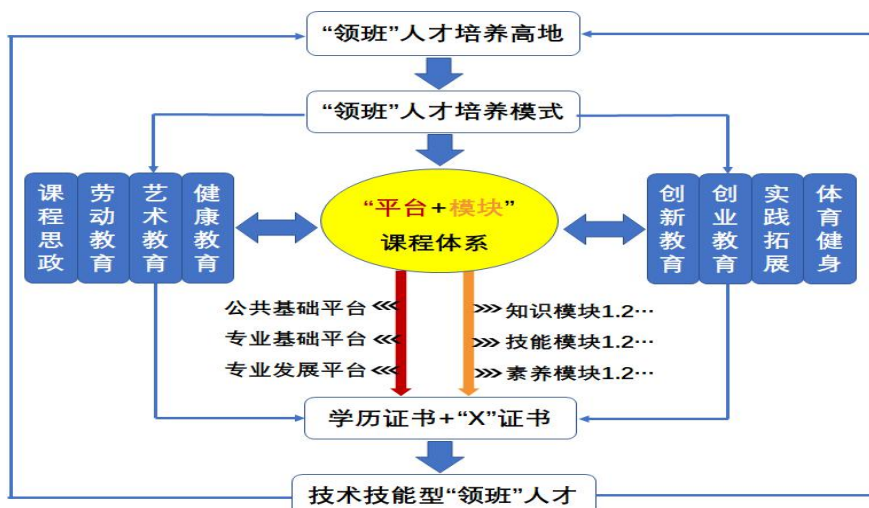 “领班”人才培养高地
“领班”人才培养模式
课程思政
劳动教育
艺术教育
健康教育
“平台+模块”
课程体系
创新教育
创业教育
实践拓展
体育健身
公共基础平台
专业基础平台
专业发展平台
知识模块1.2…
技能模块1.2…
素养模块1.2…
学历证书+“X”证书
技术技能型“领班”人才